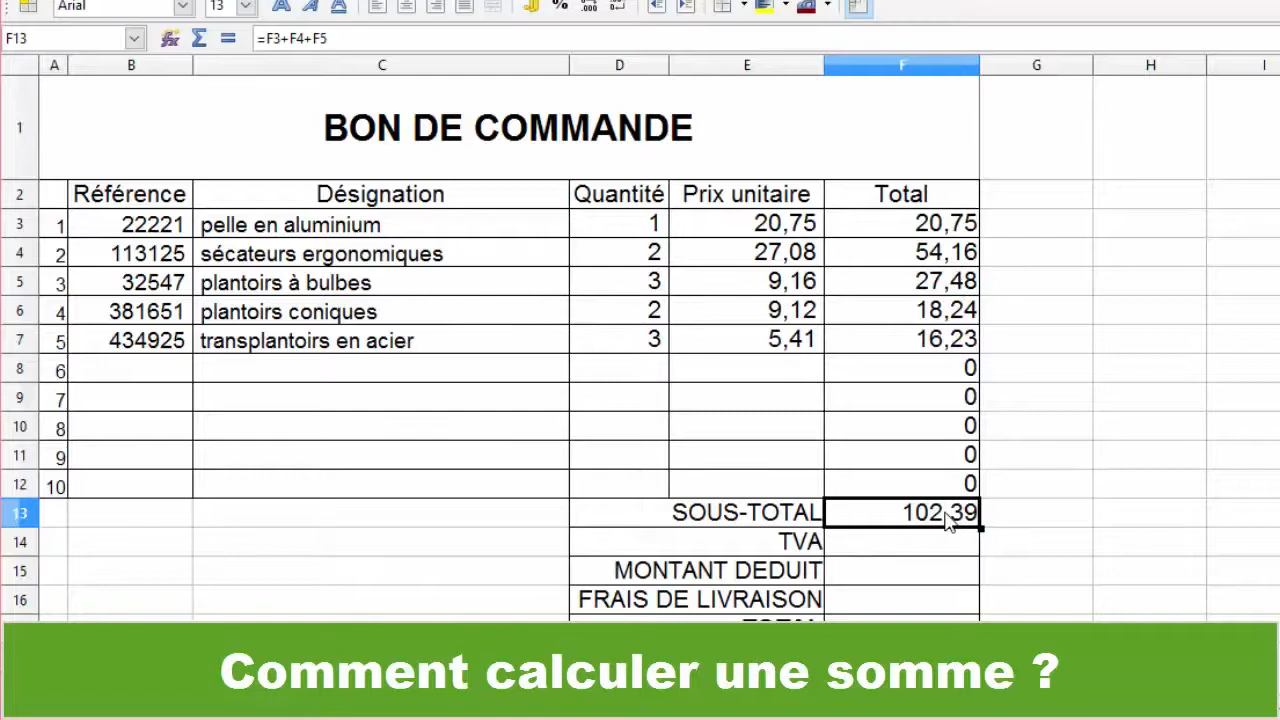 Arial 13 %
F13 =F3+F4+F5
A B C D E F G H I
1 BON DE COMMANDE
2 Référence Désignation Quantité Prix unitaire Total
3 1 22221 pelle en aluminium 1 20,75 20,75
4 2 113125 sécateurs ergonomiques 2 27,08 54,16
5 3 32547 plantoirs à bulbes 3 9,16 27,48
6 4 381651 plantoirs coniques 2 9,12 18,24
7 5 434925 transplantoirs en acier 3 5,41 16,23
8 6 0
9 7 0
10 8 0
11 9 0
12 10 0
13 SOUS-TOTAL 102,39
14 TVA
15 MONTANT DEDUIT
16 FRAIS DE LIVRAISON
Comment calculer une somme ?